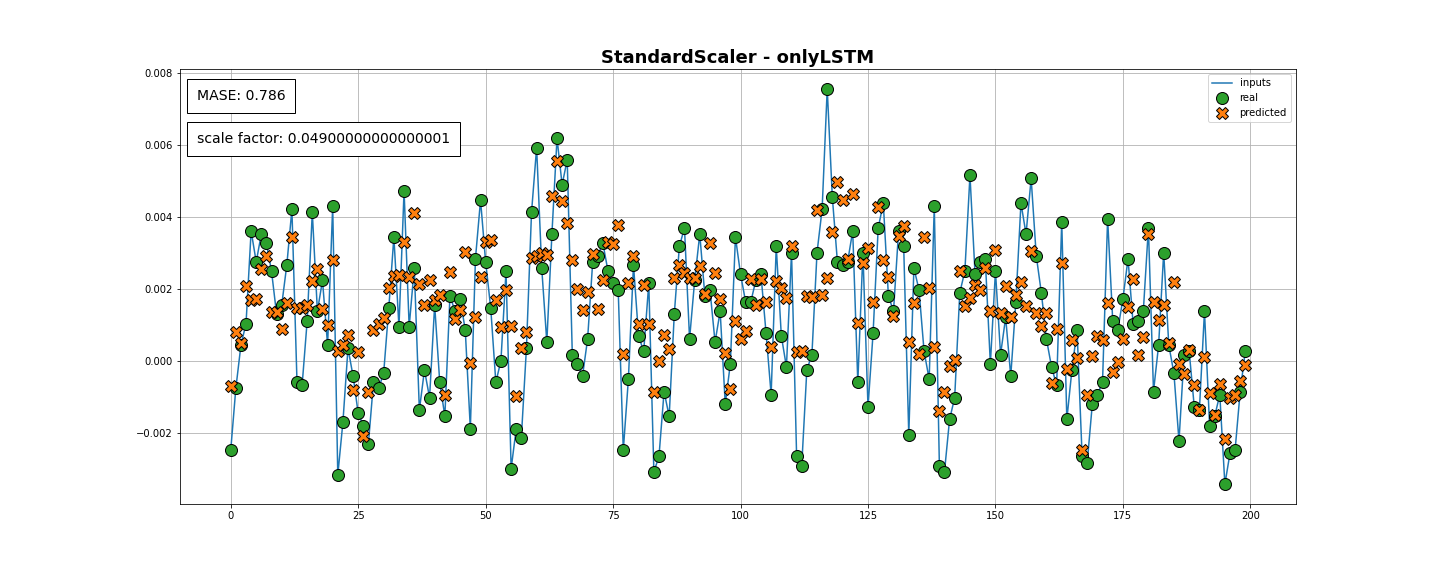 StandardScaler - onlyLSTM
MASE: 0.786
scale factor: 0.04900000000000001
inputs
real
predicted
0.008
0.006
0.004
0.002
0.000
−0.002
0 25 50 75 100 125 150 175 200